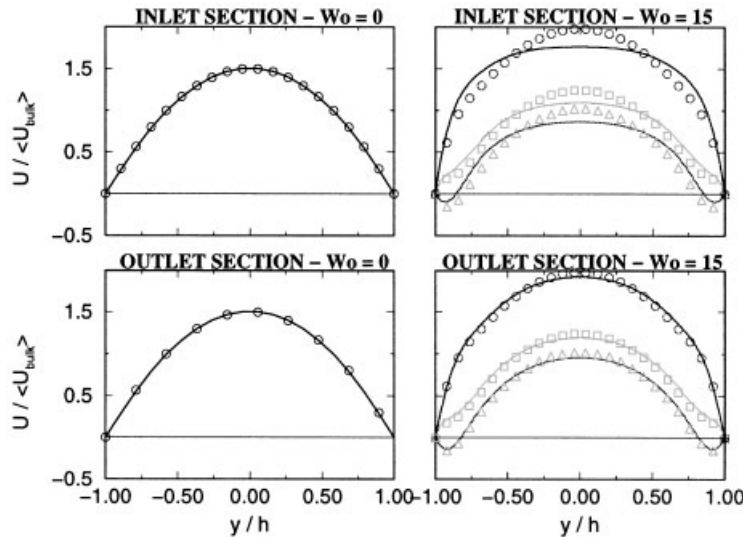 INLET SECTION – Wo = 0
INLET SECTION – Wo = 15
1.5
0.5
−0.5
U / <U_bulk>
OUTLET SECTION – Wo = 0
OUTLET SECTION – Wo = 15
1.5
0.5
−0.5
U / <U_bulk>
−1.00 −0.50 0.00 0.50 1.00
−1.00 −0.50 0.00 0.50 1.00
y / h
y / h